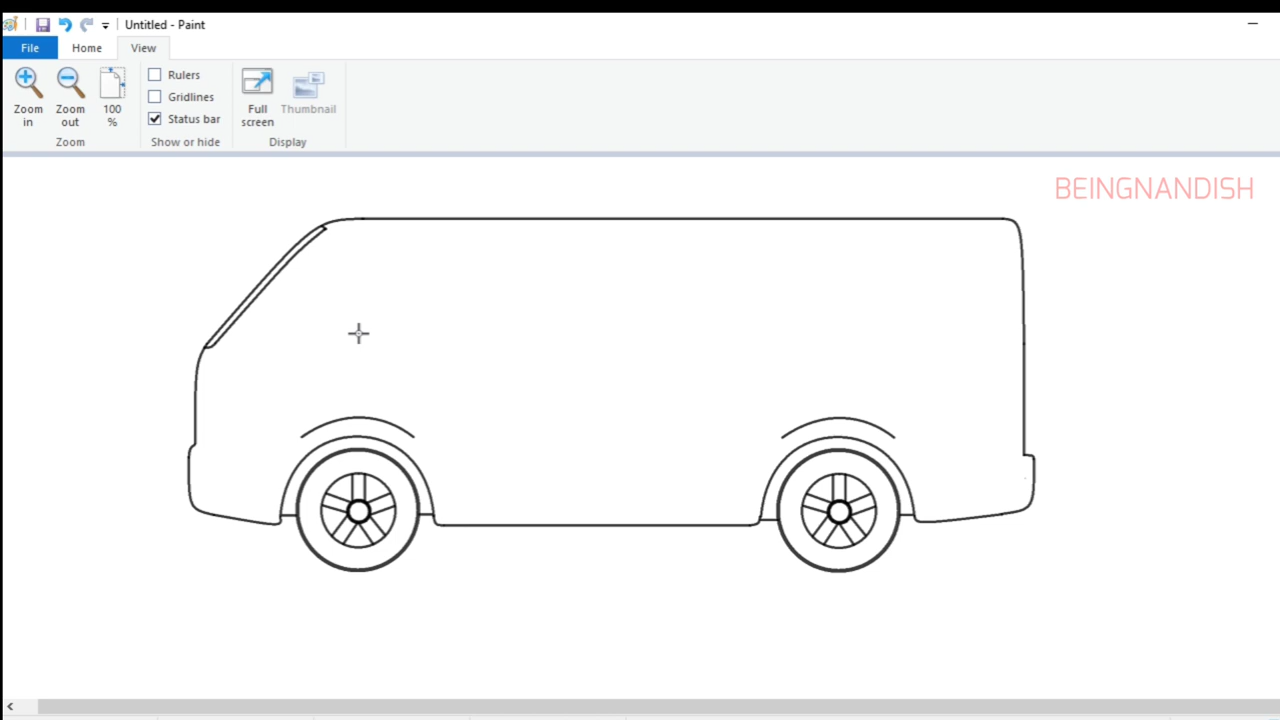 Untitled - Paint
File Home View
Zoom in
Zoom out
100 %
Rulers
Gridlines
Status bar
Full screen
Thumbnail
Zoom
Show or hide
Display
BEINGNANDISH